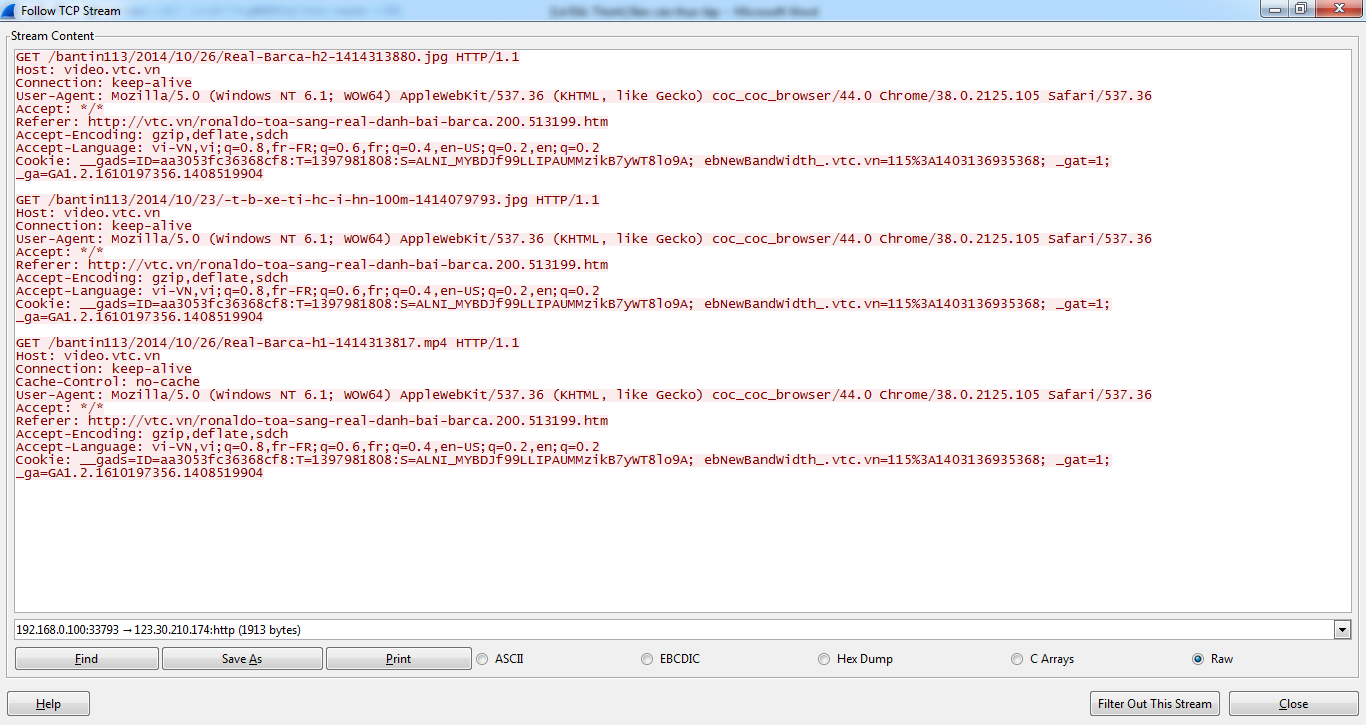 Follow TCP Stream
Stream Content
GET /bantin113/2014/10/26/Real-Barca-h2-1414313880.jpg HTTP/1.1
Host: video.vtc.vn
Connection: keep-alive
User-Agent: Mozilla/5.0 (Windows NT 6.1; WOW64) AppleWebKit/537.36 (KHTML, like Gecko) coc_coc_browser/44.0 Chrome/38.0.2125.105 Safari/537.36
Accept: */*
Referer: http://vtc.vn/ronaldo-toa-sang-real-danh-bai-barca.200.513199.htm
Accept-Encoding: gzip,deflate,sdch
Accept-Language: vi-VN,vi;q=0.8,fr-FR;q=0.6,fr;q=0.4,en-US;q=0.2,en;q=0.2
Cookie: __gads=ID=aa3053fc36368cf8:T=1397981808:S=ALNI_MYBDJf99LLIPAUMMzikB7yWT8lo9A; ebNewBandWidth_.vtc.vn=115%3A1403136935368; _gat=1;
_ga=GA1.2.1610197356.1408519904
GET /bantin113/2014/10/23/-t-b-xe-ti-hc-i-hn-100m-1414079793.jpg HTTP/1.1
Host: video.vtc.vn
Connection: keep-alive
User-Agent: Mozilla/5.0 (Windows NT 6.1; WOW64) AppleWebKit/537.36 (KHTML, like Gecko) coc_coc_browser/44.0 Chrome/38.0.2125.105 Safari/537.36
Accept: */*
Referer: http://vtc.vn/ronaldo-toa-sang-real-danh-bai-barca.200.513199.htm
Accept-Encoding: gzip,deflate,sdch
Accept-Language: vi-VN,vi;q=0.8,fr-FR;q=0.6,fr;q=0.4,en-US;q=0.2,en;q=0.2
Cookie: __gads=ID=aa3053fc36368cf8:T=1397981808:S=ALNI_MYBDJf99LLIPAUMMzikB7yWT8lo9A; ebNewBandWidth_.vtc.vn=115%3A1403136935368; _gat=1;
_ga=GA1.2.1610197356.1408519904
GET /bantin113/2014/10/26/Real-Barca-h1-1414313817.mp4 HTTP/1.1
Host: video.vtc.vn
Connection: keep-alive
Cache-Control: no-cache
User-Agent: Mozilla/5.0 (Windows NT 6.1; WOW64) AppleWebKit/537.36 (KHTML, like Gecko) coc_coc_browser/44.0 Chrome/38.0.2125.105 Safari/537.36
Accept: */*
Referer: http://vtc.vn/ronaldo-toa-sang-real-danh-bai-barca.200.513199.htm
Accept-Encoding: gzip,deflate,sdch
Accept-Language: vi-VN,vi;q=0.8,fr-FR;q=0.6,fr;q=0.4,en-US;q=0.2,en;q=0.2
Cookie: __gads=ID=aa3053fc36368cf8:T=1397981808:S=ALNI_MYBDJf99LLIPAUMMzikB7yWT8lo9A; ebNewBandWidth_.vtc.vn=115%3A1403136935368; _gat=1;
_ga=GA1.2.1610197356.1408519904
192.168.0.100:33793 → 123.30.210.174:http (1913 bytes)
Find Save As Print ASCII EBCDIC Hex Dump C Arrays Raw
Help Filter Out This Stream Close